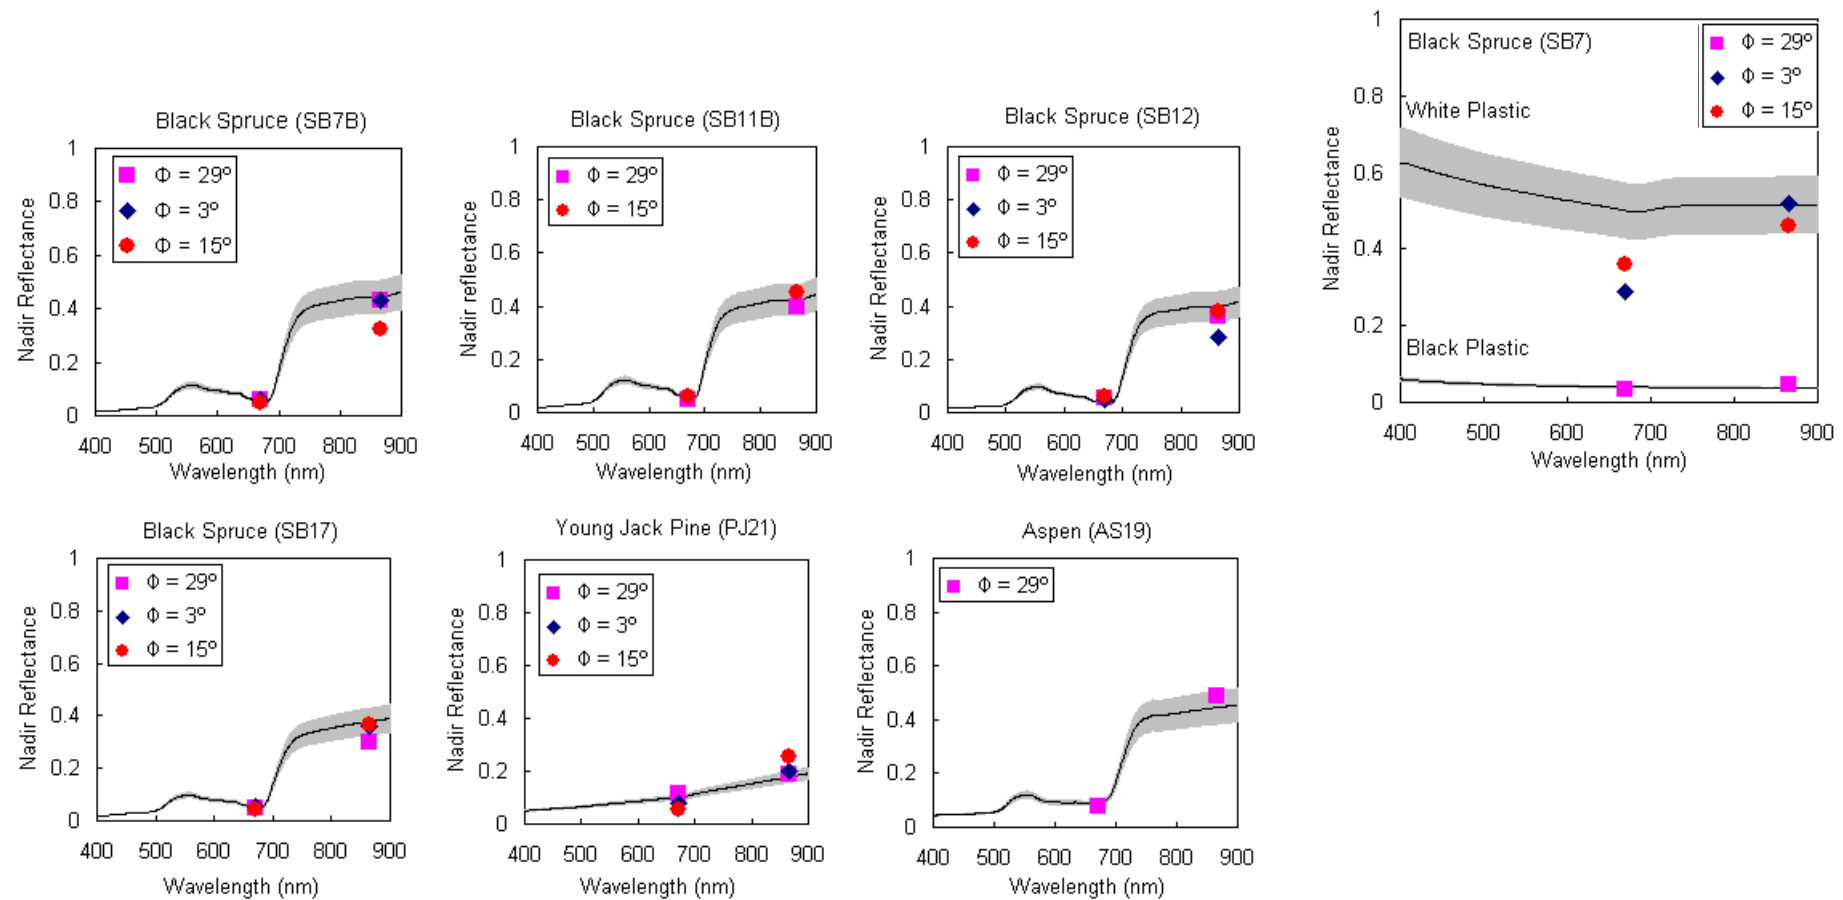 Black Spruce (SB7B)
Nadir Reflectance
1
0.8
0.6
0.4
0.2
0
Φ = 29º
Φ = 3º
Φ = 15º
400 500 600 700 800 900
Wavelength (nm)
Black Spruce (SB11B)
Nadir reflectance
1
0.8
0.6
0.4
0.2
0
Φ = 29º
Φ = 15º
400 500 600 700 800 900
Wavelength (nm)
Black Spruce (SB12)
Nadir Reflectance
1
0.8
0.6
0.4
0.2
0
Φ = 29º
Φ = 3º
Φ = 15º
400 500 600 700 800 900
Wavelength (nm)
Nadir Reflectance
1
0.8
0.6
0.4
0.2
0
Black Spruce (SB7)
White Plastic
Black Plastic
Φ = 29º
Φ = 3º
Φ = 15º
400 500 600 700 800 900
Wavelength (nm)
Black Spruce (SB17)
Nadir Reflectance
1
0.8
0.6
0.4
0.2
0
Φ = 29º
Φ = 3º
Φ = 15º
400 500 600 700 800 900
Wavelength (nm)
Young Jack Pine (PJ21)
Nadir Reflectance
1
0.8
0.6
0.4
0.2
0
Φ = 29º
Φ = 3º
Φ = 15º
400 500 600 700 800 900
Wavelength (nm)
Aspen (AS19)
Nadir Reflectance
1
0.8
0.6
0.4
0.2
0
Φ = 29º
400 500 600 700 800 900
Wavelength (nm)